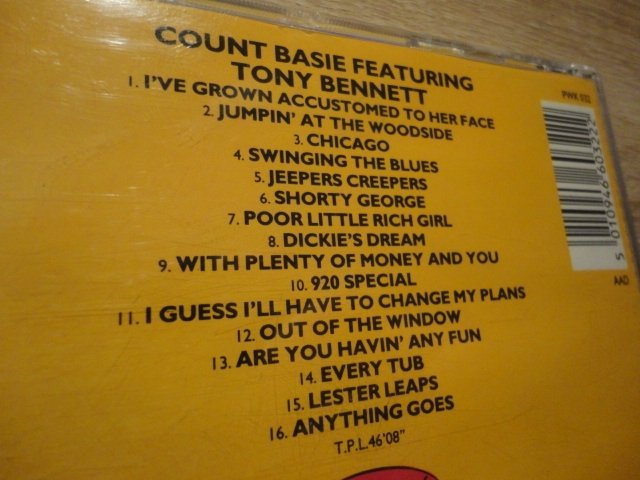 COUNT BASIE FEATURING
TONY BENNETT
1. I'VE GROWN ACCUSTOMED TO HER FACE
2. JUMPIN' AT THE WOODSIDE
3. CHICAGO
4. SWINGING THE BLUES
5. JEEPERS CREEPERS
6. SHORTY GEORGE
7. POOR LITTLE RICH GIRL
8. DICKIE'S DREAM
9. WITH PLENTY OF MONEY AND YOU
10. 920 SPECIAL
11. I GUESS I'LL HAVE TO CHANGE MY PLANS
12. OUT OF THE WINDOW
13. ARE YOU HAVIN' ANY FUN
14. EVERY TUB
15. LESTER LEAPS
16. ANYTHING GOES
T.P.L.46'08"
5 010946 603222
AAD